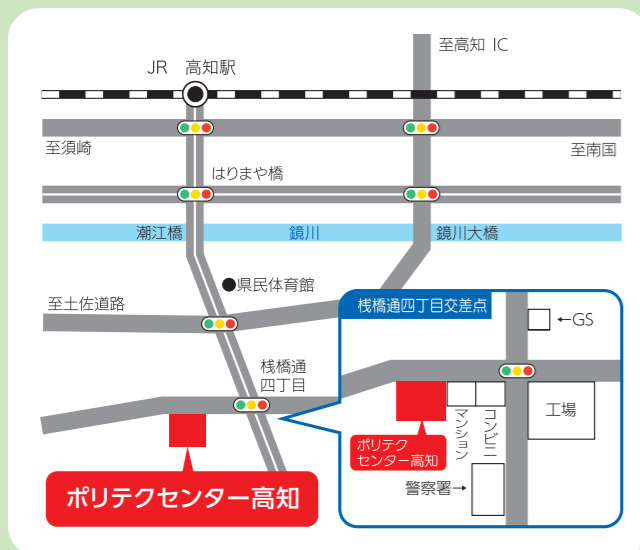 至高知 IC
JR 高知駅
至須崎
至南国
はりまや橋
潮江橋
鏡川
鏡川大橋
県民体育館
至土佐道路
桟橋通四丁目交差点
←GS
桟橋通
四丁目
マンション
コンビニ
工場
ポリテク
センター高知
警察署→
ポリテクセンター高知